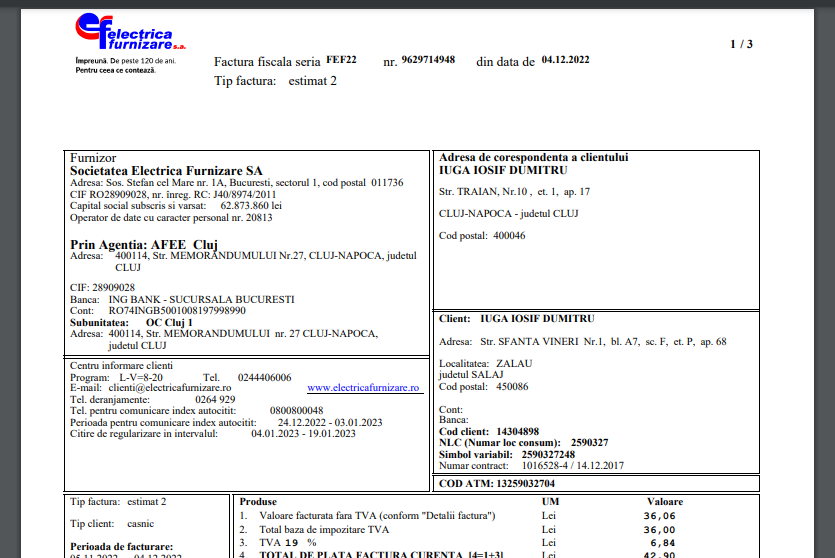 electrica
furnizare s.a.
Împreună. De peste 120 de ani.
Pentru ceea ce contează.
1 / 3
Factura fiscala seria FEF22 nr. 9629714948 din data de 04.12.2022
Tip factura: estimat 2
Furnizor
Societatea Electrica Furnizare SA
Adresa: Sos. Stefan cel Mare nr. 1A, Bucuresti, sectorul 1, cod postal 011736
CIF RO28909028, nr. înreg. RC: J40/8974/2011
Capital social subscris si varsat: 62.873.860 lei
Operator de date cu caracter personal nr. 20813
Prin Agentia: AFEE Cluj
Adresa: 400114, Str. MEMORANDUMULUI Nr.27, CLUJ-NAPOCA, judetul
CLUJ
CIF: 28909028
Banca: ING BANK - SUCURSALA BUCURESTI
Cont: RO74INGB5001008197998990
Subunitatea: OC Cluj 1
Adresa: 400114, Str. MEMORANDUMULUI nr. 27 CLUJ-NAPOCA,
judetul CLUJ
Centru informare clienti
Program: L-V=8-20 Tel. 0244406006
E-mail: clienti@electricafurnizare.ro www.electricafurnizare.ro
Tel. deranjamente: 0264 929
Tel. pentru comunicare index autocitit: 0800800048
Perioada pentru comunicare index autocitit: 24.12.2022 - 03.01.2023
Citire de regularizare in intervalul: 04.01.2023 - 19.01.2023
Adresa de corespondenta a clientului
IUGA IOSIF DUMITRU
Str. TRAIAN, Nr.10 , et. 1, ap. 17
CLUJ-NAPOCA - judetul CLUJ
Cod postal: 400046
Client: IUGA IOSIF DUMITRU
Adresa: Str. SFANTA VINERI Nr.1, bl. A7, sc. F, et. P, ap. 68
Localitatea: ZALAU
judetul SALAJ
Cod postal: 450086
Cont:
Banca:
Cod client: 14304898
NLC (Numar loc consum): 2590327
Simbol variabil: 2590327248
Numar contract: 1016528-4 / 14.12.2017
COD ATM: 13259032704
Tip factura: estimat 2
Tip client: casnic
Perioada de facturare:
05.11.2022 04.12.2022
Produse UM Valoare
1. Valoare facturata fara TVA (conform "Detalii factura") Lei 36,06
2. Total baza de impozitare TVA Lei 36,00
3. TVA 19 % Lei 6,84
4. TOTAL DE PLATA FACTURA CURENTA [4=1+3] Lei 42,90